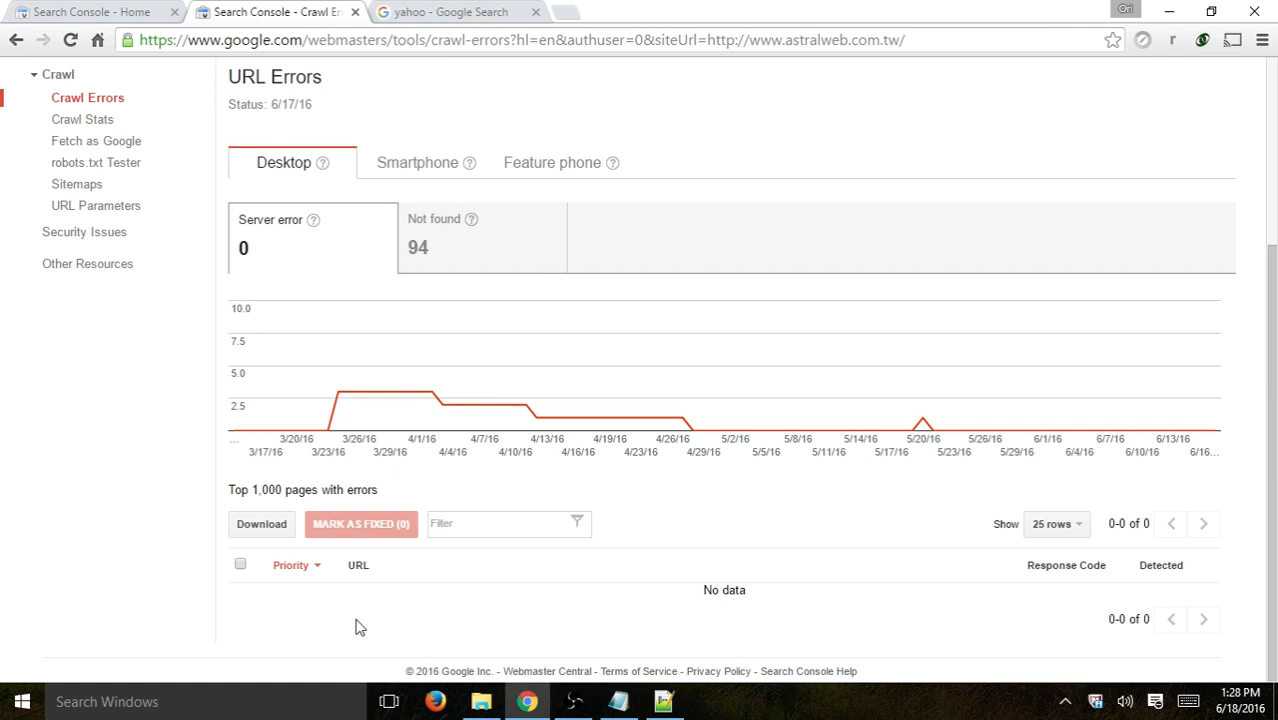 Search Console - Home
Search Console - Crawl Er
yahoo - Google Search
Ori
https://www.google.com/webmasters/tools/crawl-errors?hl=en&authuser=0&siteUrl=http://www.astralweb.com.tw/
r
Crawl
Crawl Errors
Crawl Stats
Fetch as Google
robots.txt Tester
Sitemaps
URL Parameters
Security Issues
Other Resources
URL Errors
Status: 6/17/16
Desktop ?
Smartphone ?
Feature phone ?
Server error ?
0
Not found ?
94
10.0
7.5
5.0
2.5
... 3/20/16 3/26/16 4/1/16 4/7/16 4/13/16 4/19/16 4/26/16 5/2/16 5/8/16 5/14/16 5/20/16 5/26/16 6/1/16 6/7/16 6/13/16
3/17/16 3/23/16 3/29/16 4/4/16 4/10/16 4/16/16 4/23/16 4/29/16 5/5/16 5/11/16 5/17/16 5/23/16 5/29/16 6/4/16 6/10/16 6/16...
Top 1,000 pages with errors
Download
MARK AS FIXED (0)
Filter
Show
25 rows
0-0 of 0
Priority
URL
Response Code
Detected
No data
0-0 of 0
© 2016 Google Inc. - Webmaster Central - Terms of Service - Privacy Policy - Search Console Help
Search Windows
1:28 PM
6/18/2016